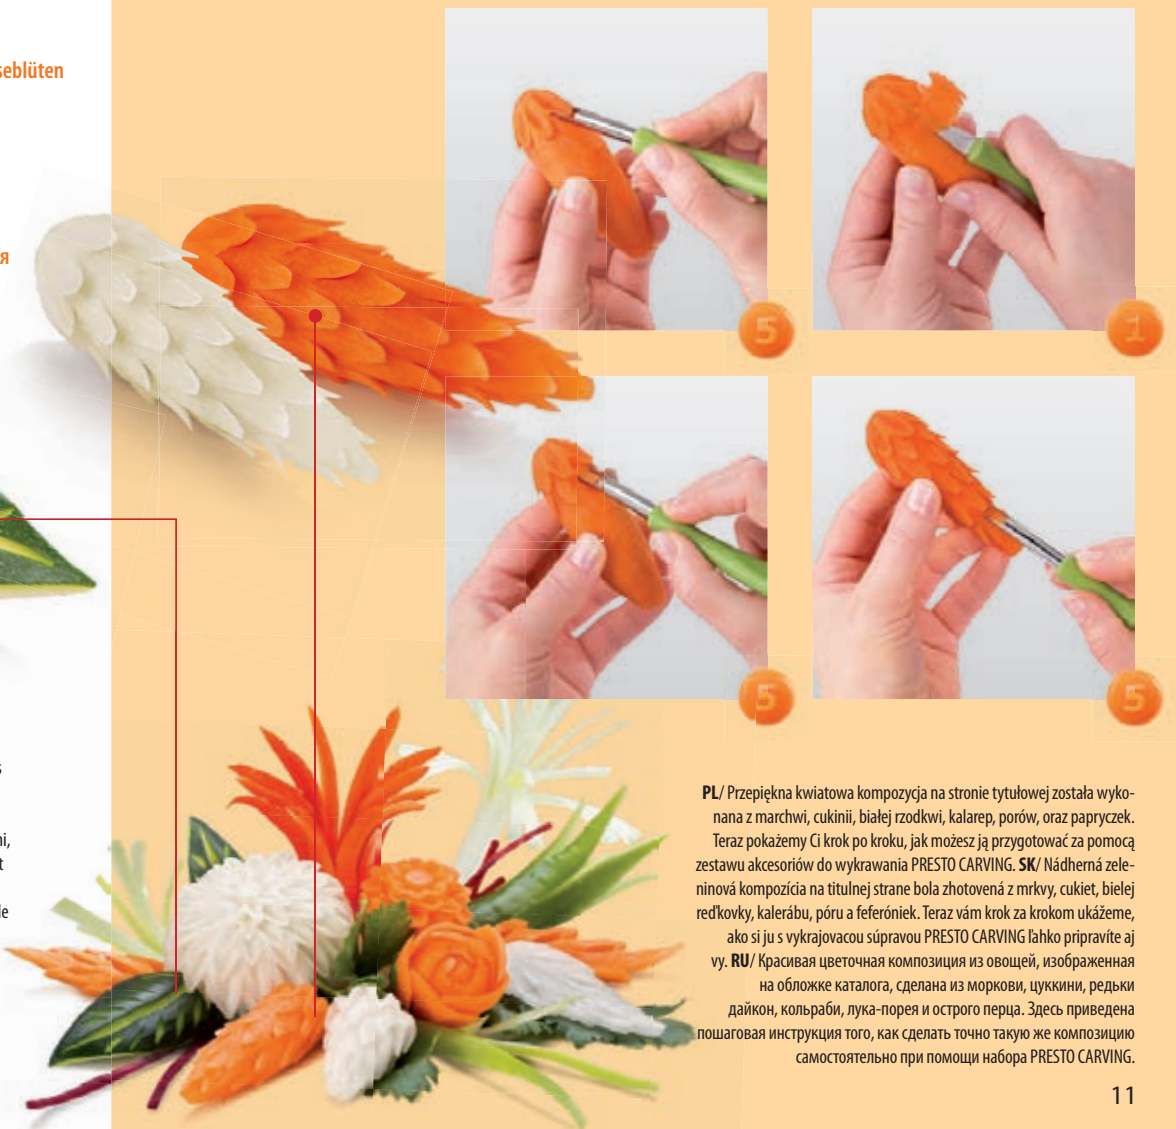 seblüten
я
5
1
5
5
s
ni,
t
le
PL/ Przepiękna kwiatowa kompozycja na stronie tytułowej została wyko-
nana z marchwi, cukinii, białej rzodkwi, kalarep, porów, oraz papryczek.
Teraz pokażemy Ci krok po kroku, jak możesz ją przygotować za pomocą
zestawu akcesoriów do wykrawania PRESTO CARVING. SK/ Nádherná zele-
ninová kompozícia na titulnej strane bola zhotovená z mrkvy, cukiet, bielej
reďkovky, kalerábu, póru a feferóniek. Teraz vám krok za krokom ukážeme,
ako si ju s vykrajovacou súpravou PRESTO CARVING ľahko pripravíte aj
vy. RU/ Красивая цветочная композиция из овощей, изображенная
на обложке каталога, сделана из моркови, цуккини, редьки
дайкон, кольраби, лука-порея и острого перца. Здесь приведена
пошаговая инструкция того, как сделать точно такую же композицию
самостоятельно при помощи набора PRESTO CARVING.
11